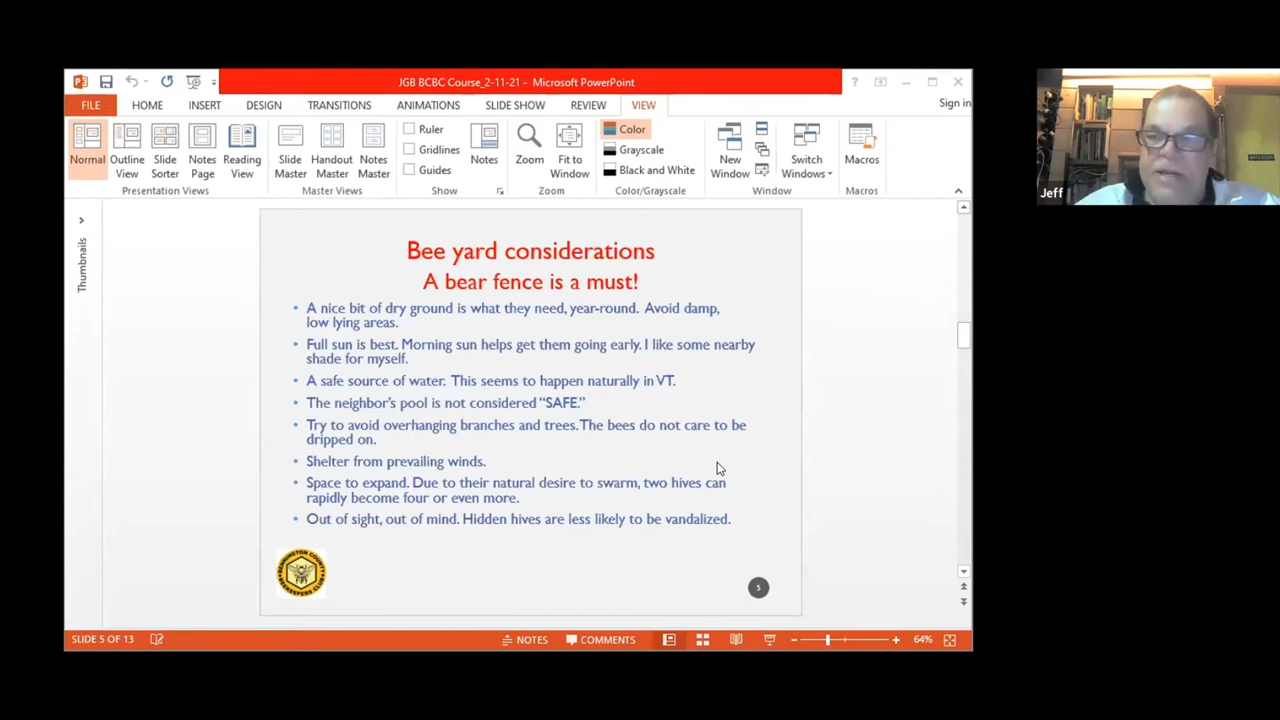 JGB BCBC Course_2-11-21 - Microsoft PowerPoint
?
FILE HOME INSERT DESIGN TRANSITIONS ANIMATIONS SLIDE SHOW REVIEW VIEW Sign in
Normal Outline View Slide Sorter Notes Page Reading View
Presentation Views
Slide Master Handout Master Notes Master
Master Views
Ruler
Gridlines
Guides
Show
Notes
Zoom Fit to Window
Zoom
Color
Grayscale
Black and White
Color/Grayscale
New Window Switch Windows
Window
Macros
Macros
Jeff
Thumbnails
Bee yard considerations
A bear fence is a must!
• A nice bit of dry ground is what they need, year-round. Avoid damp,
low lying areas.
• Full sun is best. Morning sun helps get them going early. I like some nearby
shade for myself.
• A safe source of water. This seems to happen naturally in VT.
• The neighbor's pool is not considered “SAFE.”
• Try to avoid overhanging branches and trees. The bees do not care to be
dripped on.
• Shelter from prevailing winds.
• Space to expand. Due to their natural desire to swarm, two hives can
rapidly become four or even more.
• Out of sight, out of mind. Hidden hives are less likely to be vandalized.
BENNINGTON COUNTY
BEEKEEPERS CLUB
5
SLIDE 5 OF 13 NOTES COMMENTS 64%